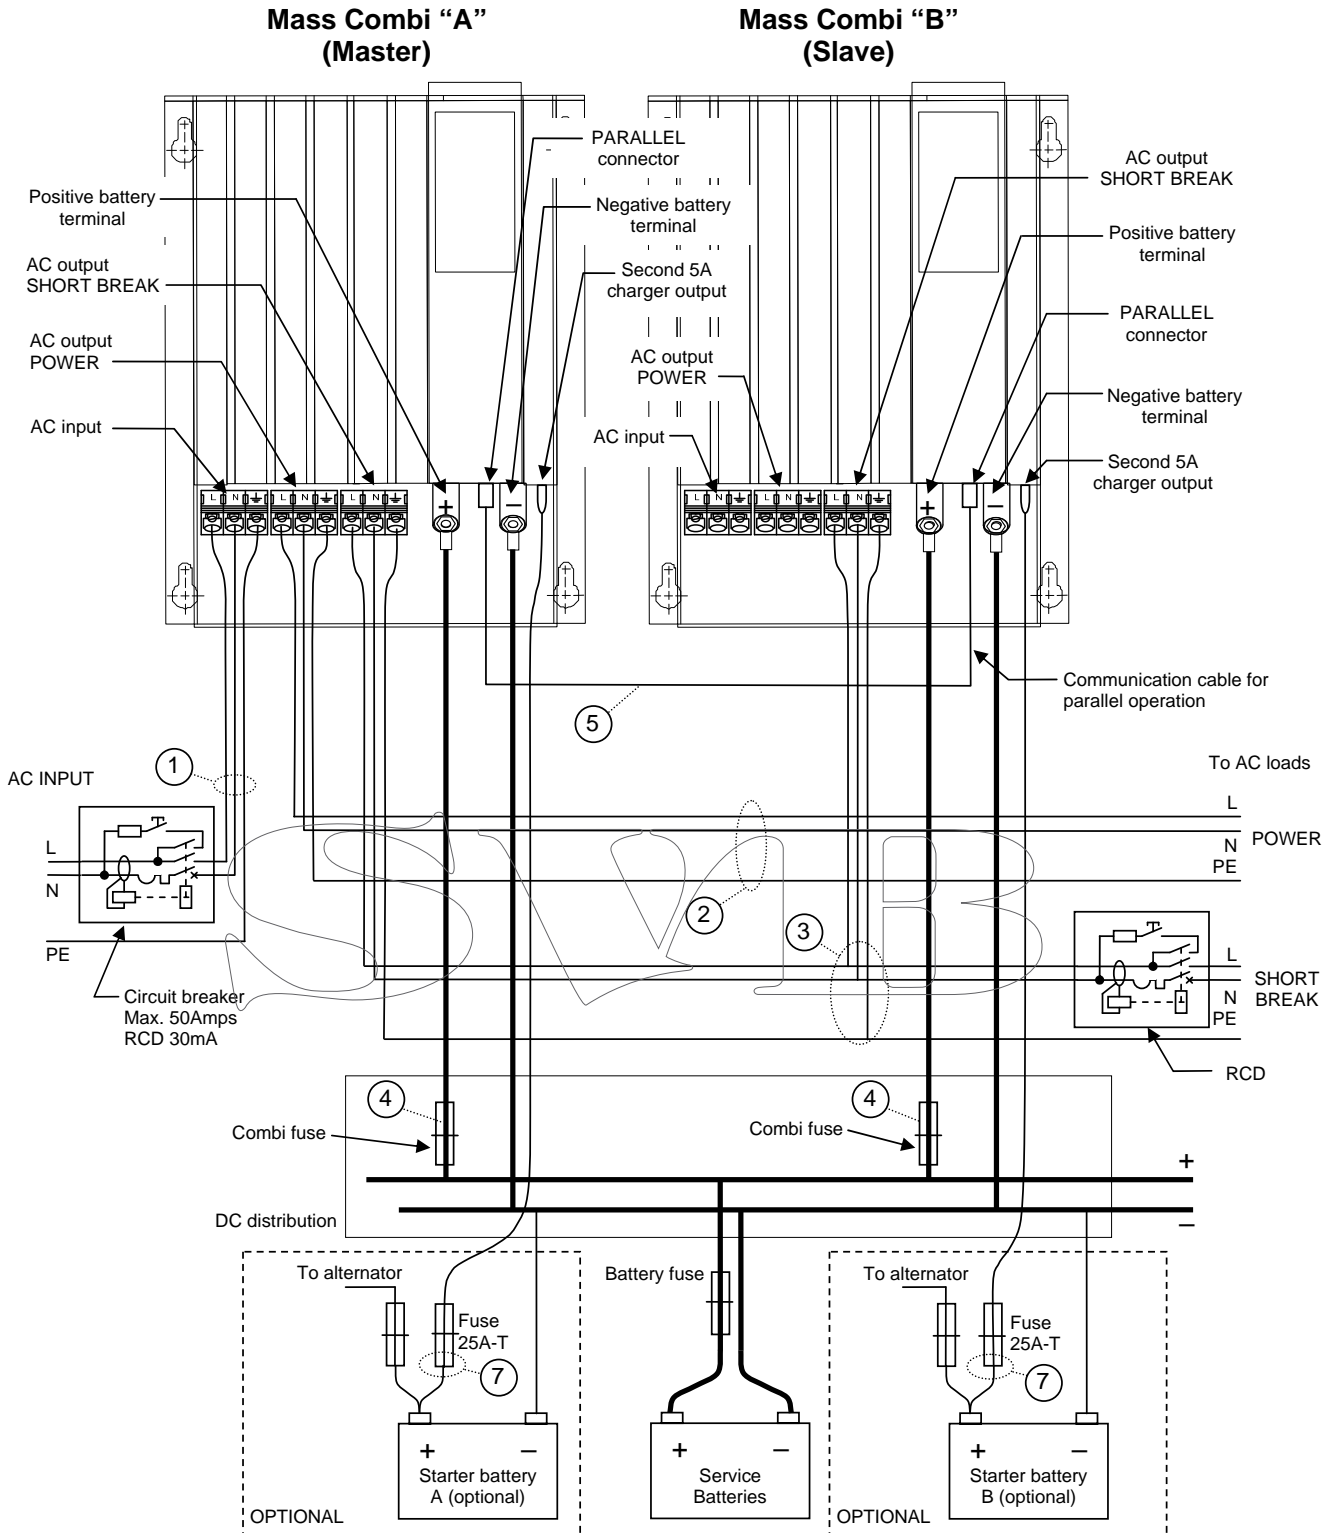 Mass Combi “A”
(Master)
Mass Combi “B”
(Slave)
PARALLEL
connector
Positive battery
terminal
Negative battery
terminal
AC output
SHORT BREAK
Second 5A
charger output
AC output
POWER
AC input
AC output
SHORT BREAK
Positive battery
terminal
PARALLEL
connector
AC output
POWER
Negative battery
terminal
AC input
Second 5A
charger output
L N L N L N
+ –
L N L N L N
+ –
Communication cable for
parallel operation
5
1
AC INPUT
To AC loads
L
N
PE
POWER
L
N
PE
2
3
SVB
Circuit breaker
Max. 50Amps
RCD 30mA
L
N
PE
SHORT
BREAK
RCD
4
Combi fuse
4
Combi fuse
+
DC distribution
–
To alternator
Fuse
25A-T
7
Battery fuse
To alternator
Fuse
25A-T
7
+ –
Starter battery
A (optional)
OPTIONAL
+ –
Service
Batteries
+ –
Starter battery
B (optional)
OPTIONAL